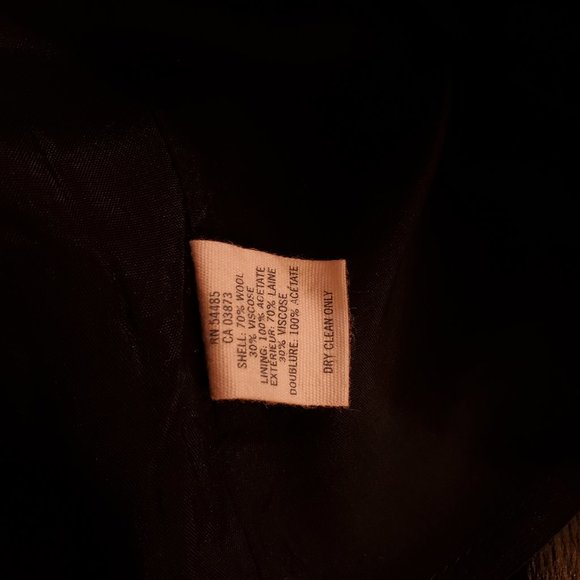 RN 54485
CA 03873
SHELL: 70% WOOL
30% VISCOSE
LINING: 100% ACETATE
EXTÉRIEUR: 70% LAINE
30% VISCOSE
DOUBLURE: 100% ACÉTATE
DRY CLEAN ONLY